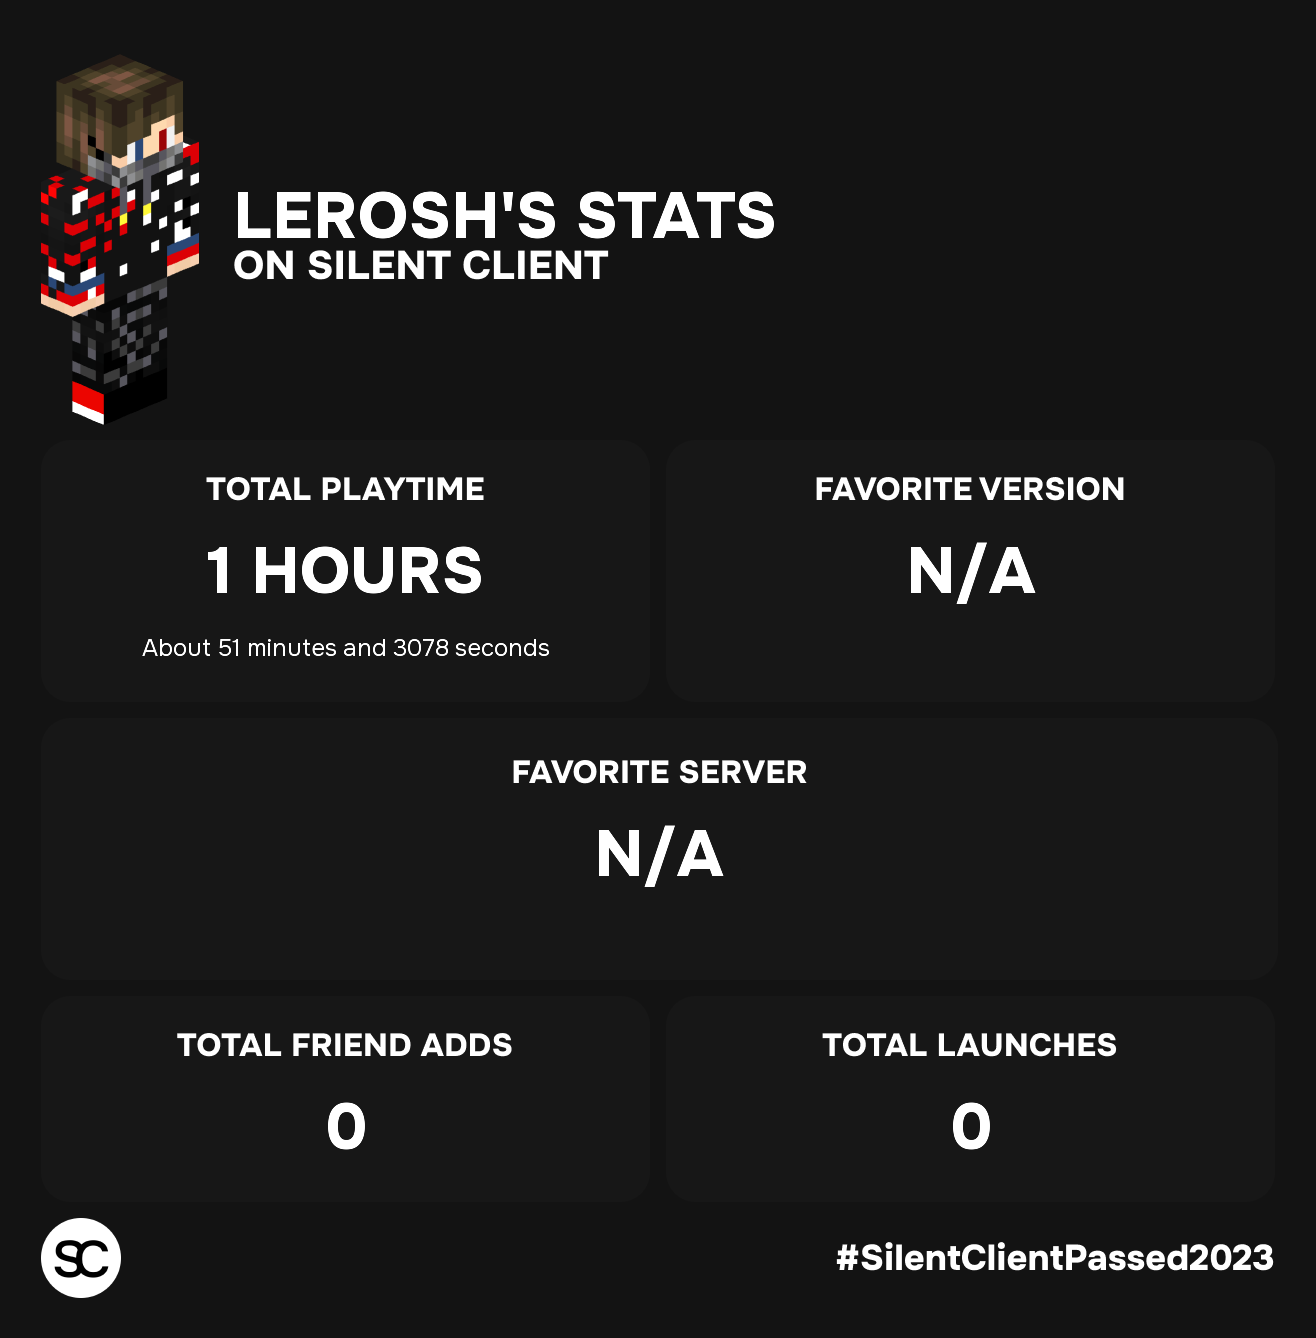 LEROSH'S STATS
ON SILENT CLIENT
TOTAL PLAYTIME
1 HOURS
About 51 minutes and 3078 seconds
FAVORITE VERSION
N/A
FAVORITE SERVER
N/A
TOTAL FRIEND ADDS
0
TOTAL LAUNCHES
0
SC
#SilentClientPassed2023